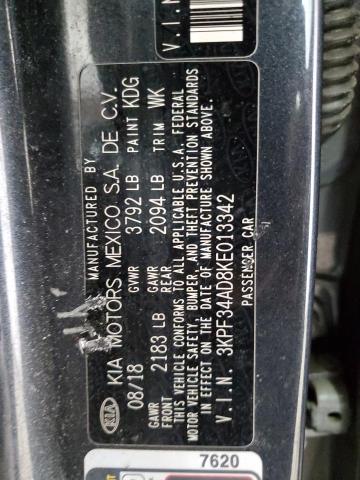 V.I.N
MANUFACTURED BY
KIA MOTORS MEXICO S.A. DE C.V.
KIA
08/18 GVWR 3792 LB PAINT KDG
GAWR FRONT 2183 LB GAWR REAR 2094 LB TRIM WK
THIS VEHICLE CONFORMS TO ALL APPLICABLE U.S.A. FEDERAL
MOTOR VEHICLE SAFETY, BUMPER, AND THEFT PREVENTION STANDARDS
IN EFFECT ON THE DATE OF MANUFACTURE SHOWN ABOVE.
V.I.N. 3KPF34AD8KE013342
PASSENGER CAR
7620